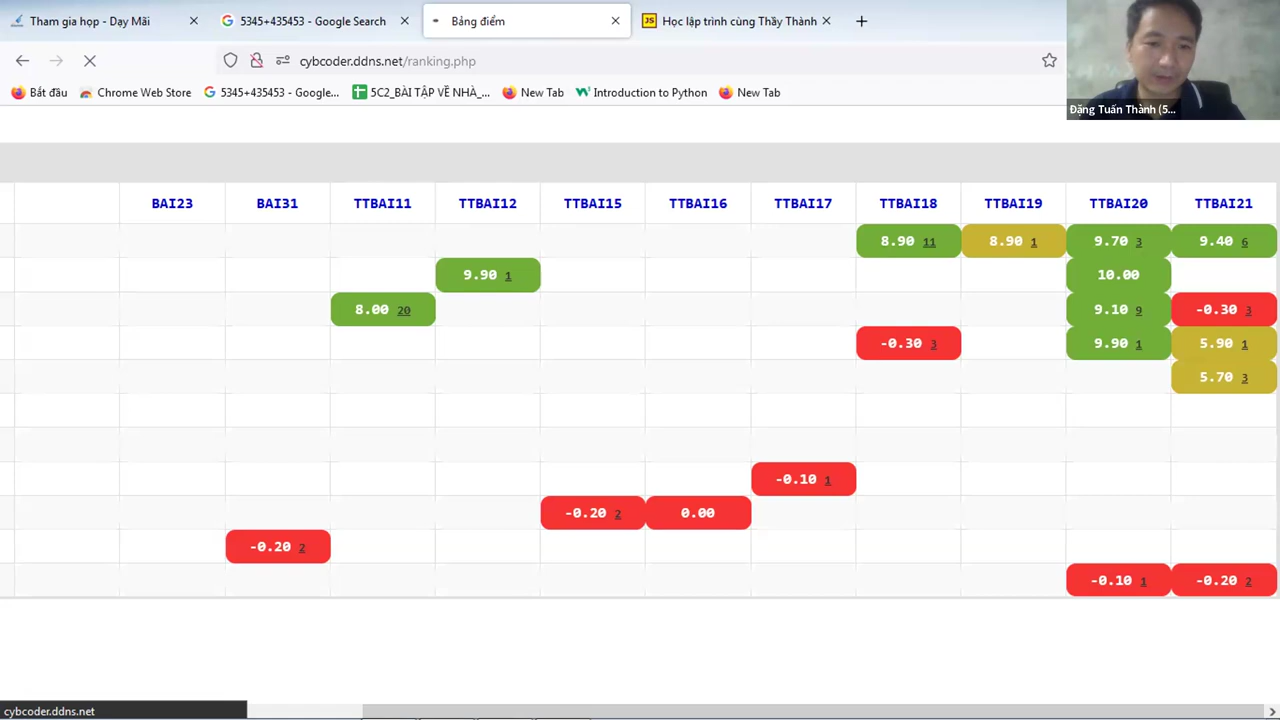 Tham gia họp - Dạy Mãi
5345+435453 - Google Search
Bảng điểm
JS Học lập trình cùng Thầy Thành
cybcoder.ddns.net/ranking.php
Bắt đầu Chrome Web Store 5345+435453 - Google... 5C2_BÀI TẬP VỀ NHÀ_... New Tab Introduction to Python New Tab
Đặng Tuấn Thành (5...
BAI23 BAI31 TTBAI11 TTBAI12 TTBAI15 TTBAI16 TTBAI17 TTBAI18 TTBAI19 TTBAI20 TTBAI21
8.90 11 8.90 1 9.70 3 9.40 6
9.90 1 10.00
8.00 20 9.10 9 -0.30 3
-0.30 3 9.90 1 5.90 1
5.70 3
-0.10 1
-0.20 2 0.00
-0.20 2
-0.10 1 -0.20 2
cybcoder.ddns.net